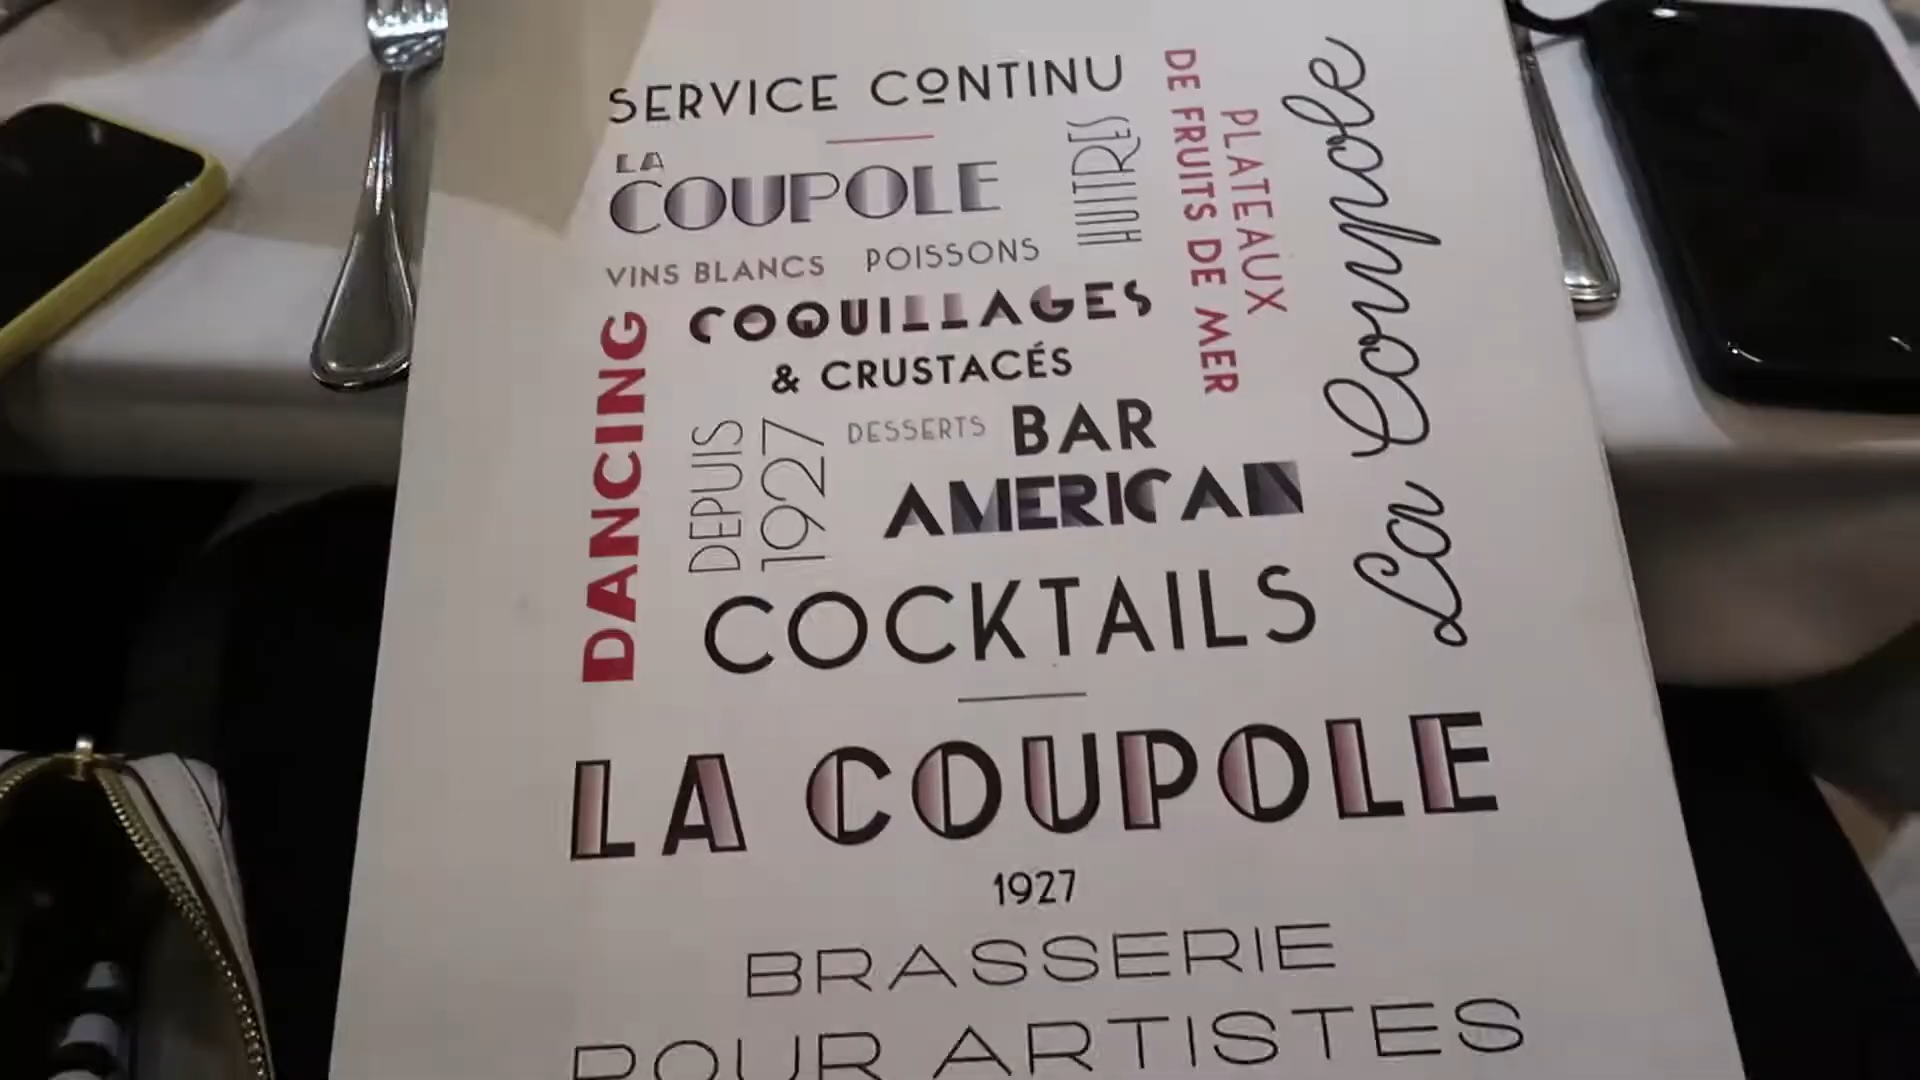 SERVICE CONTINU
LA
COUPOLE
HUITRES
PLATEAUX
DE FRUITS DE MER
La Coupole
VINS BLANCS POISSONS
COQUILLAGES
& CRUSTACÉS
DANCING
DEPUIS
1927
DESSERTS BAR
AMERICAN
COCKTAILS
LA COUPOLE
1927
BRASSERIE
POUR ARTISTES